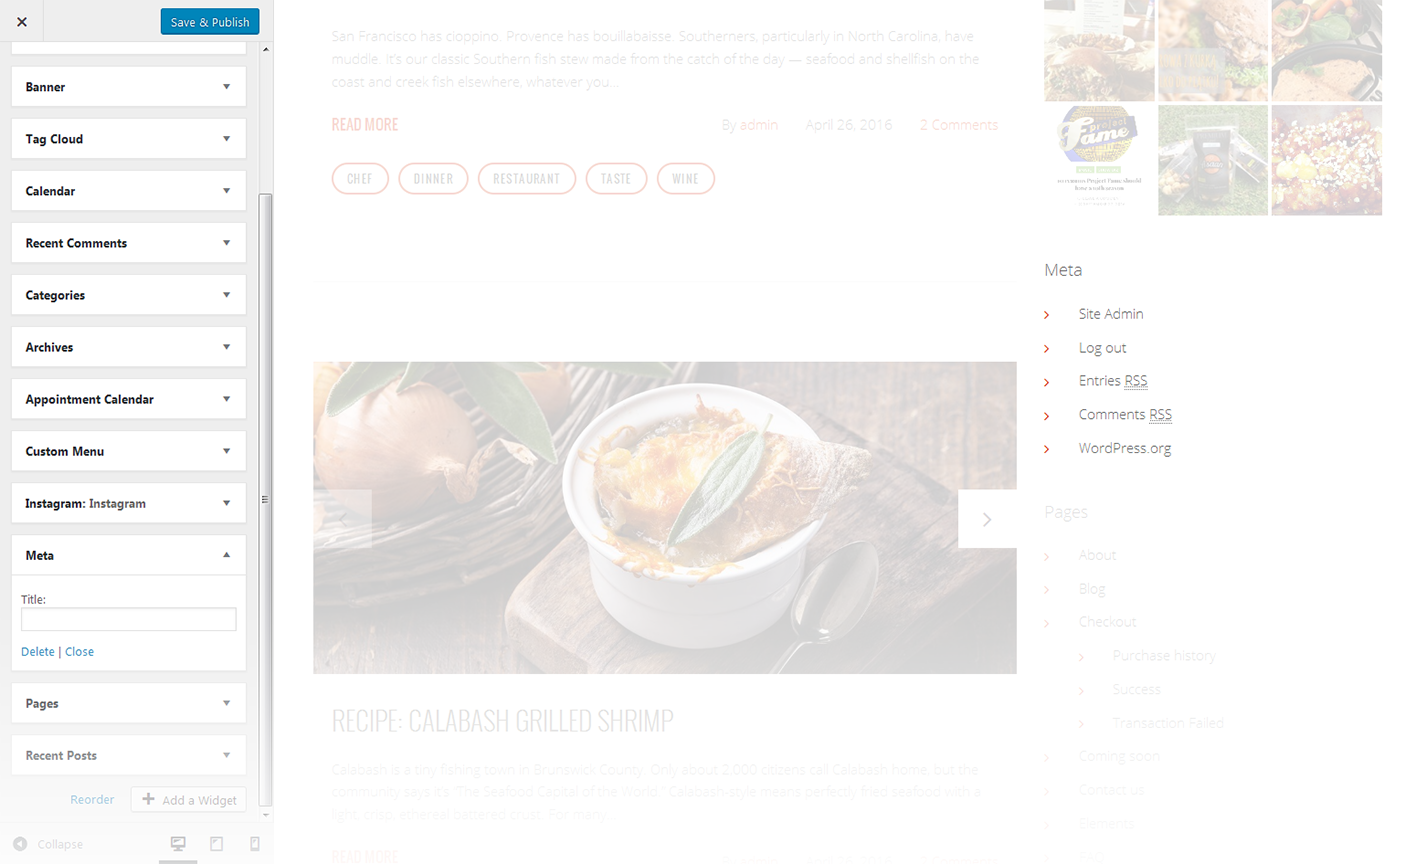 Save & Publish
Banner
Tag Cloud
Calendar
Recent Comments
Categories
Archives
Appointment Calendar
Custom Menu
Instagram: Instagram
Meta
Title:
Delete | Close
Pages
Recent Posts
Reorder
Add a Widget
Collapse
San Francisco has cioppino. Provence has bouillabaisse. Southerners, particularly in North Carolina, have
muddle. It's our classic Southern fish stew made from the catch of the day — seafood and shellfish on the
coast and creek fish elsewhere, whatever you...
READ MORE
By admin
April 26, 2016
2 Comments
CHEF
DINNER
RESTAURANT
TASTE
WINE
RECIPE: CALABASH GRILLED SHRIMP
Calabash is a tiny fishing town in Brunswick County. Only about 2,000 citizens call Calabash home, but the
community says it's "The Seafood Capital of the World." Calabash-style means perfectly fried seafood with a
light, crisp, ethereal battered crust. For many...
READ MORE
project
Fame
Meta
Site Admin
Log out
Entries RSS
Comments RSS
WordPress.org
Pages
About
Blog
Checkout
Purchase history
Success
Transaction Failed
Coming soon
Contact us
Elements